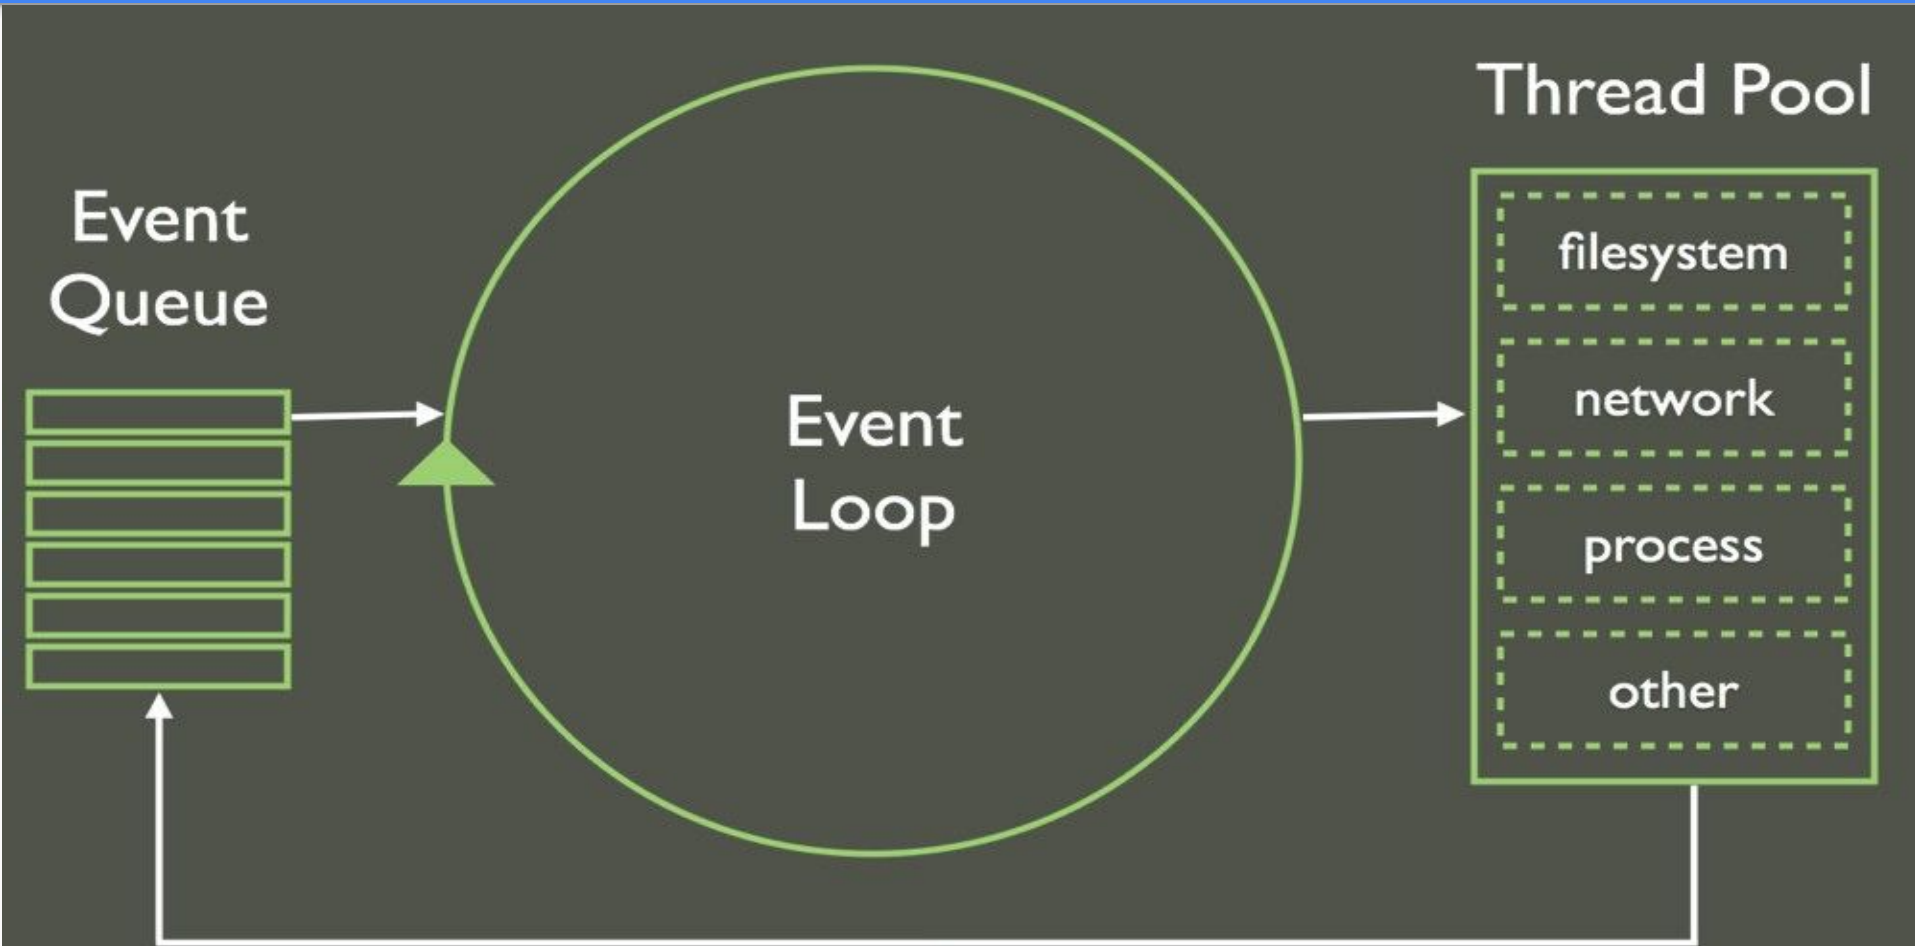 Event
Queue
Event
Loop
Thread Pool
filesystem
network
process
other